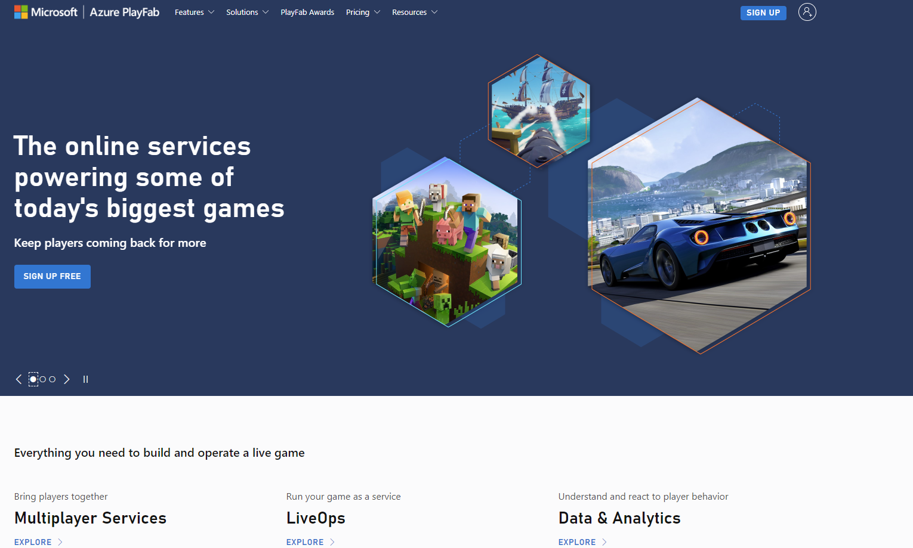 Microsoft | Azure PlayFab Features Solutions PlayFab Awards Pricing Resources SIGN UP
The online services
powering some of
today's biggest games
Keep players coming back for more
SIGN UP FREE
Everything you need to build and operate a live game
Bring players together
Multiplayer Services
EXPLORE
Run your game as a service
LiveOps
EXPLORE
Understand and react to player behavior
Data & Analytics
EXPLORE